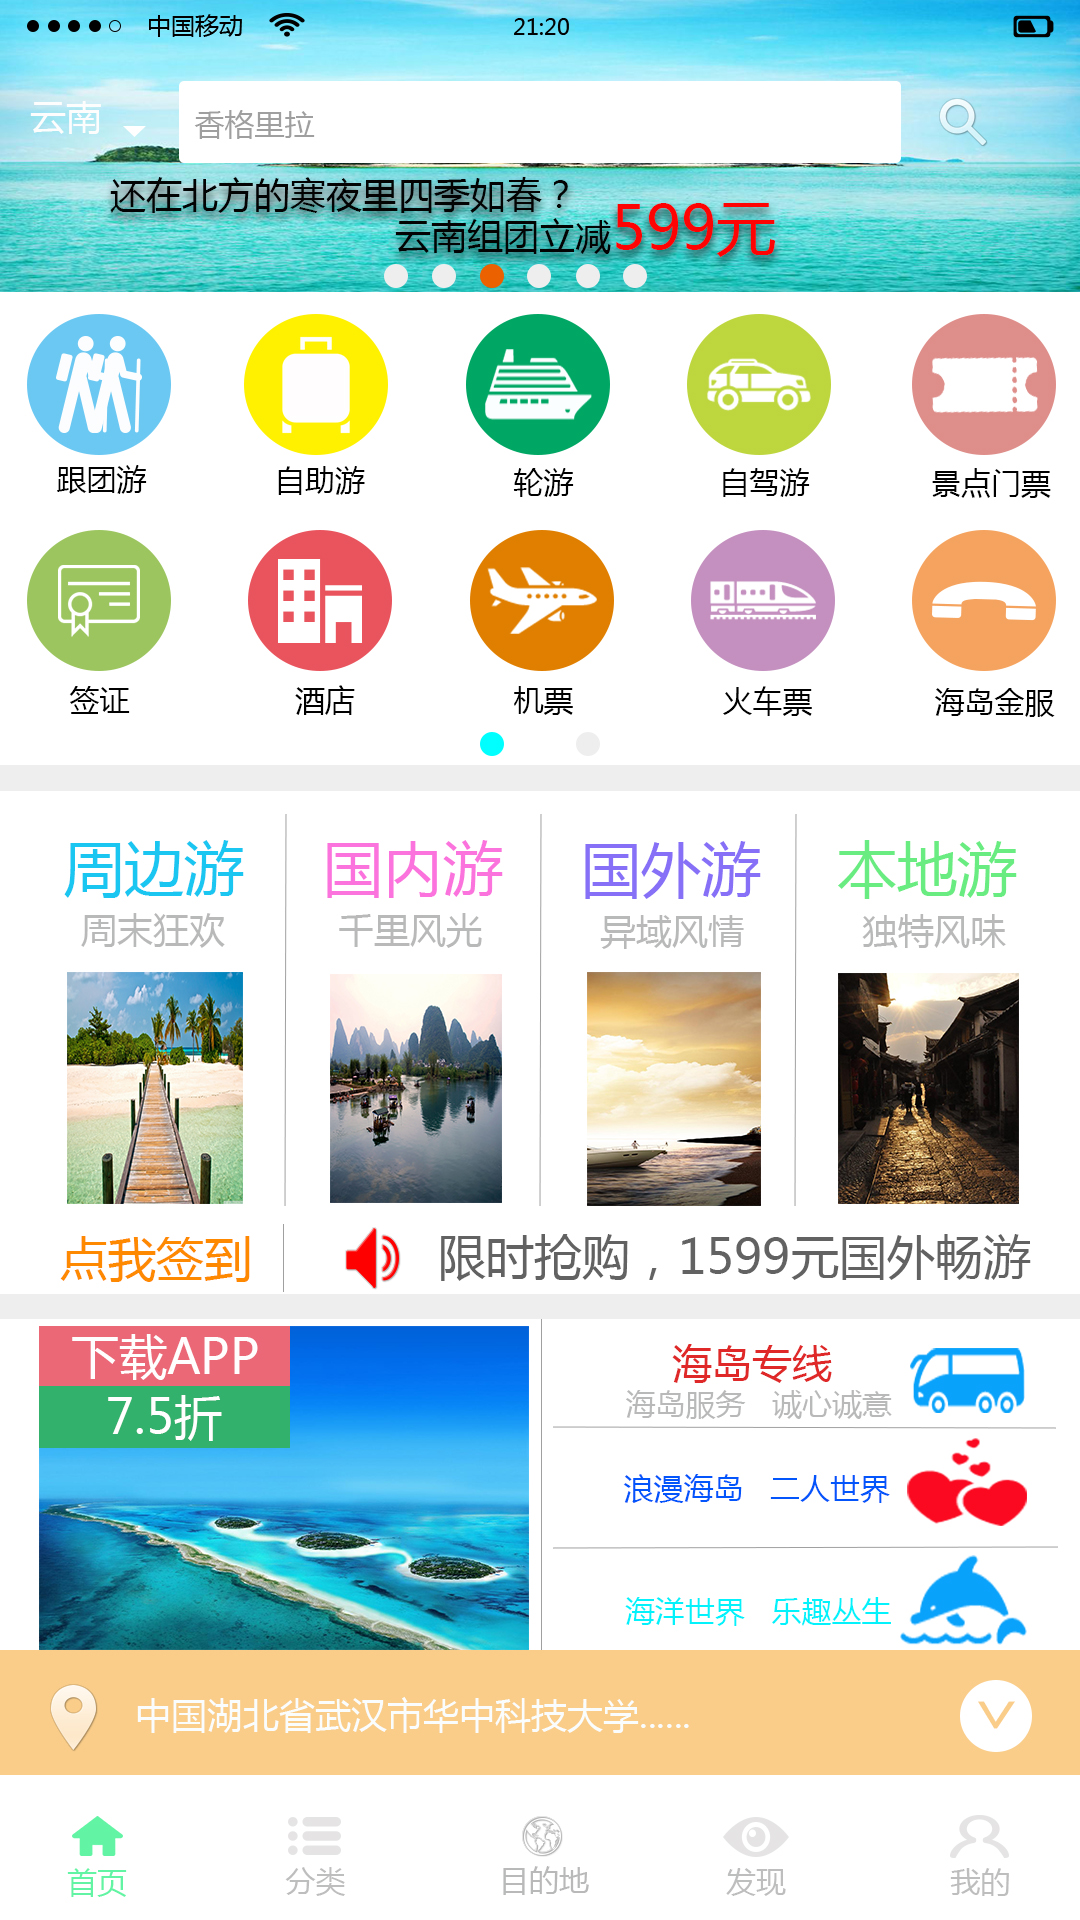 中国移动 21:20
云南 香格里拉
还在北方的寒夜里四季如春？
云南组团立减599元
跟团游 自助游 轮游 自驾游 景点门票
签证 酒店 机票 火车票 海岛金服
周边游 国内游 国外游 本地游
周末狂欢 千里风光 异域风情 独特风味
点我签到 限时抢购，1599元国外畅游
下载APP
7.5折
海岛专线
海岛服务 诚心诚意
浪漫海岛 二人世界
海洋世界 乐趣丛生
中国湖北省武汉市华中科技大学......
首页 分类 目的地 发现 我的